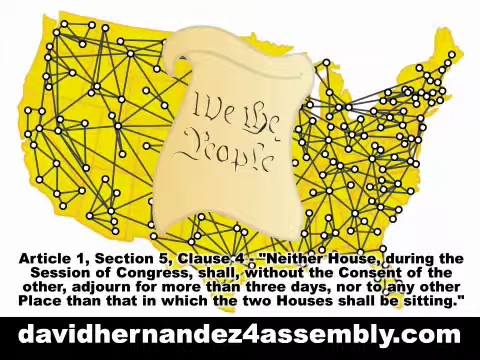 We the
People
Article 1, Section 5, Clause 4 - "Neither House, during the
Session of Congress, shall, without the Consent of the
other, adjourn for more than three days, nor to any other
Place than that in which the two Houses shall be sitting."
davidhernandez4assembly.com